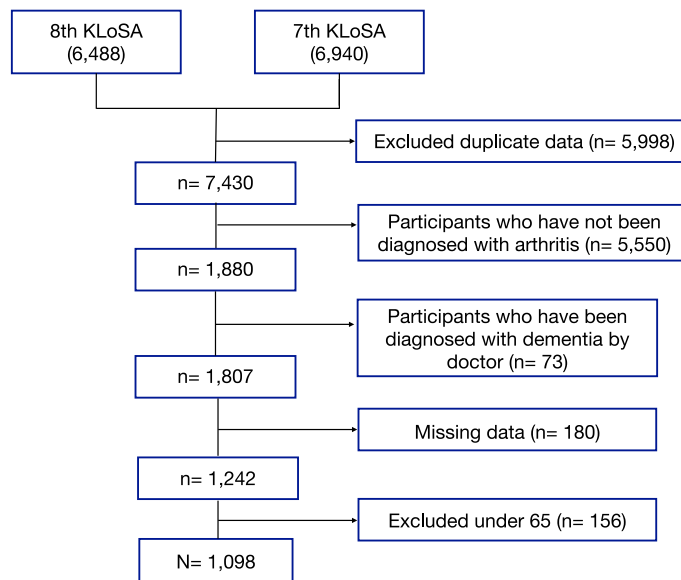 8th KLoSA
(6,488)
7th KLoSA
(6,940)
Excluded duplicate data (n= 5,998)
n= 7,430
Participants who have not been
diagnosed with arthritis (n= 5,550)
n= 1,880
Participants who have been
diagnosed with dementia by
doctor (n= 73)
n= 1,807
Missing data (n= 180)
n= 1,242
Excluded under 65 (n= 156)
N= 1,098